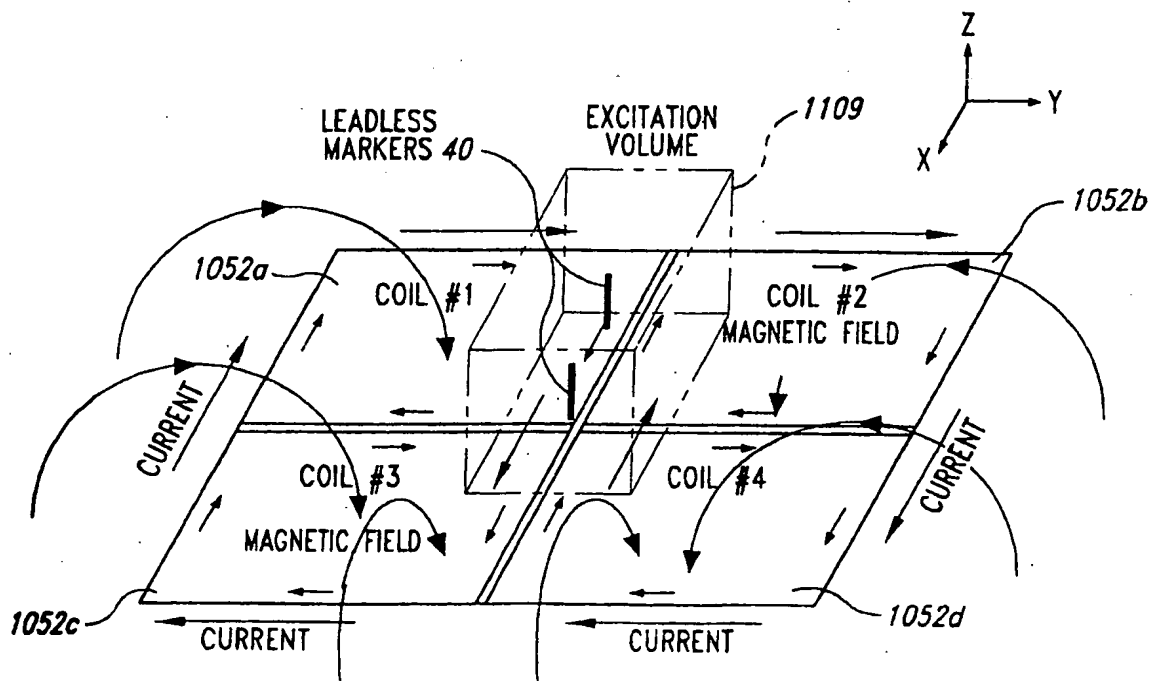 Z
Y
X
LEADLESS
MARKERS 40
EXCITATION
VOLUME
1109
1052b
1052a
COIL #1
COIL #2
MAGNETIC FIELD
CURRENT
COIL #3
COIL #4
CURRENT
MAGNETIC FIELD
1052c
CURRENT
CURRENT
1052d